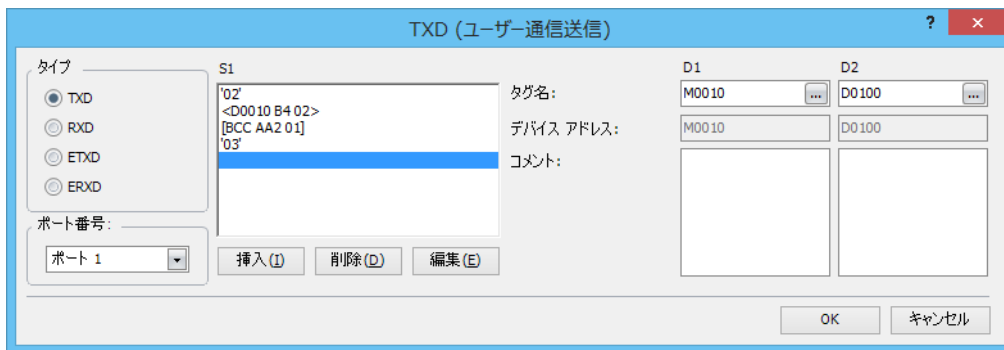 TXD (ユーザー通信送信)
?
タイプ
TXD
RXD
ETXD
ERXD
ポート番号:
ポート 1
S1
'02'
<D0010 B4 02>
[BCC AA2 01]
'03'
挿入(I)
削除(D)
編集(E)
D1
D2
タグ名:
M0010
...
D0100
...
デバイス アドレス:
M0010
D0100
コメント:
OK
キャンセル